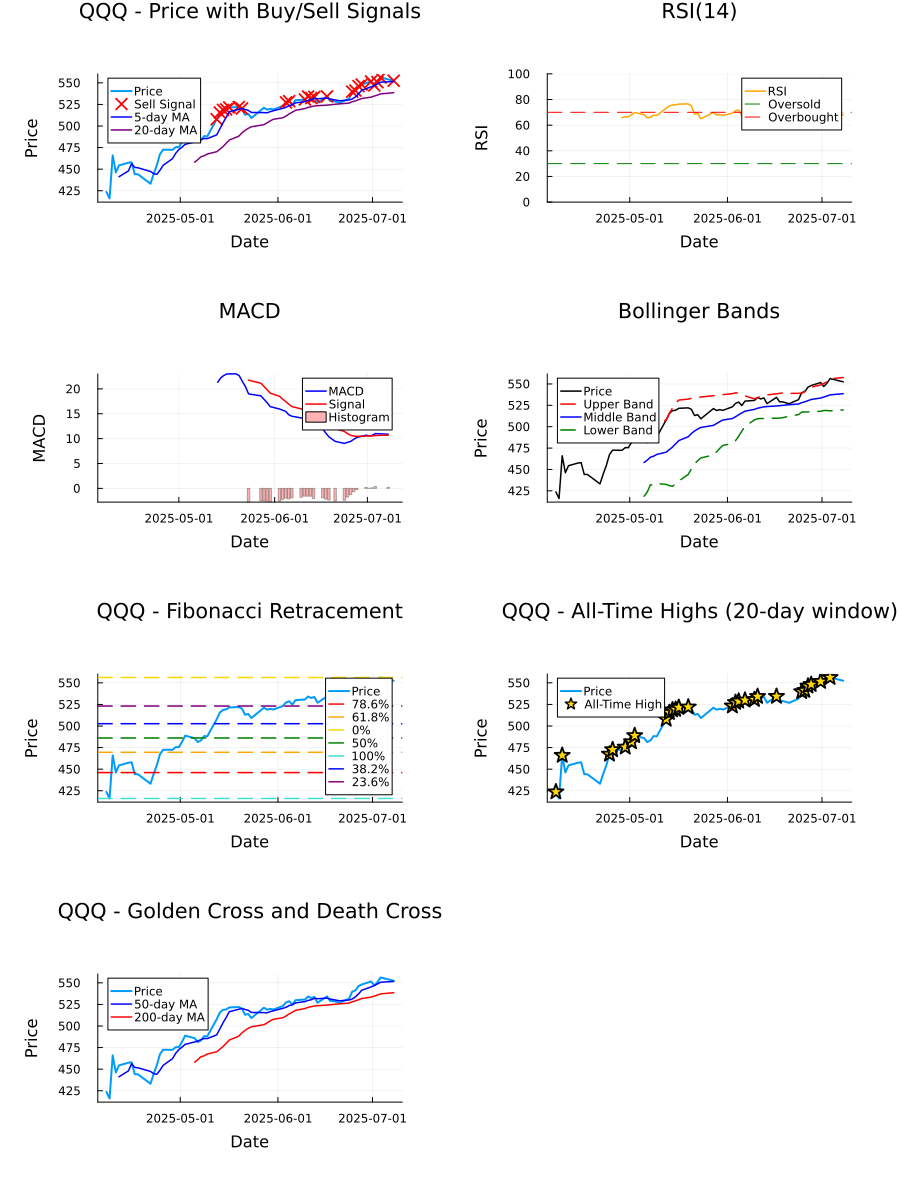 QQQ - Price with Buy/Sell Signals
Price
550
525
500
475
450
425
Price
Sell Signal
5-day MA
20-day MA
2025-05-01 2025-06-01 2025-07-01
Date
RSI(14)
RSI
100
80
60
40
20
0
RSI
Oversold
Overbought
2025-05-01 2025-06-01 2025-07-01
Date
MACD
MACD
20
15
10
5
0
MACD
Signal
Histogram
2025-05-01 2025-06-01 2025-07-01
Date
Bollinger Bands
Price
550
525
500
475
450
425
Price
Upper Band
Middle Band
Lower Band
2025-05-01 2025-06-01 2025-07-01
Date
QQQ - Fibonacci Retracement
Price
550
525
500
475
450
425
Price
78.6%
61.8%
0%
50%
100%
38.2%
23.6%
2025-05-01 2025-06-01 2025-07-01
Date
QQQ - All-Time Highs (20-day window)
Price
550
525
500
475
450
425
Price
All-Time High
2025-05-01 2025-06-01 2025-07-01
Date
QQQ - Golden Cross and Death Cross
Price
550
525
500
475
450
425
Price
50-day MA
200-day MA
2025-05-01 2025-06-01 2025-07-01
Date